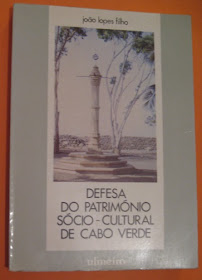 joão lopes filho
DEFESA
DO PATRIMÓNIO
SÓCIO-CULTURAL
DE CABO VERDE
ulmeiro